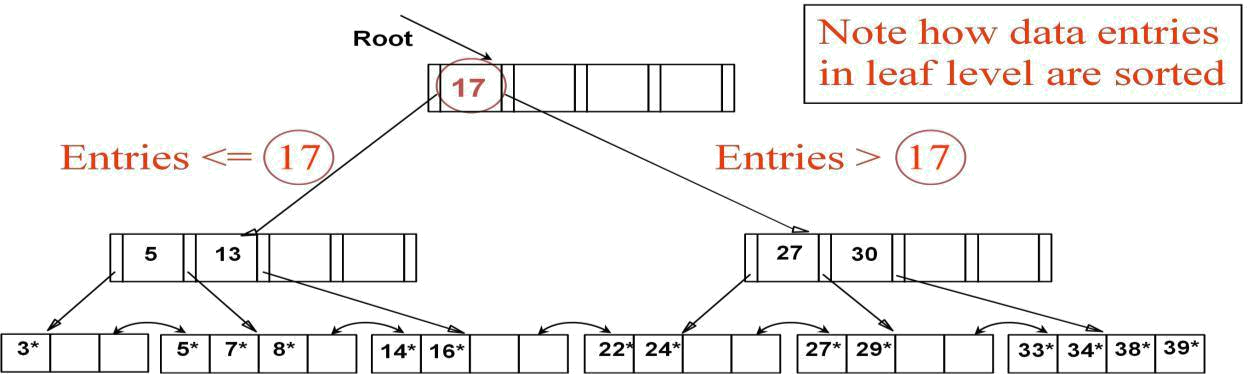 Root
Note how data entries
in leaf level are sorted
17
Entries <= 17
Entries > 17
5 13
27 30
3*
5* 7* 8*
14* 16*
22* 24*
27* 29*
33* 34* 38* 39*